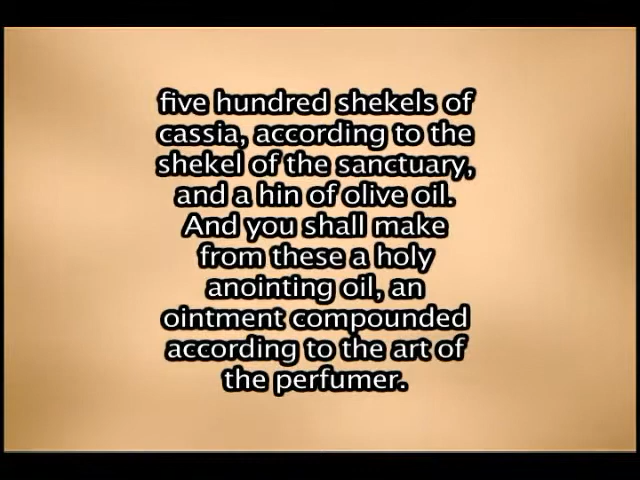 five hundred shekels of
cassia, according to the
shekel of the sanctuary,
and a hin of olive oil.
And you shall make
from these a holy
anointing oil, an
ointment compounded
according to the art of
the perfumer.